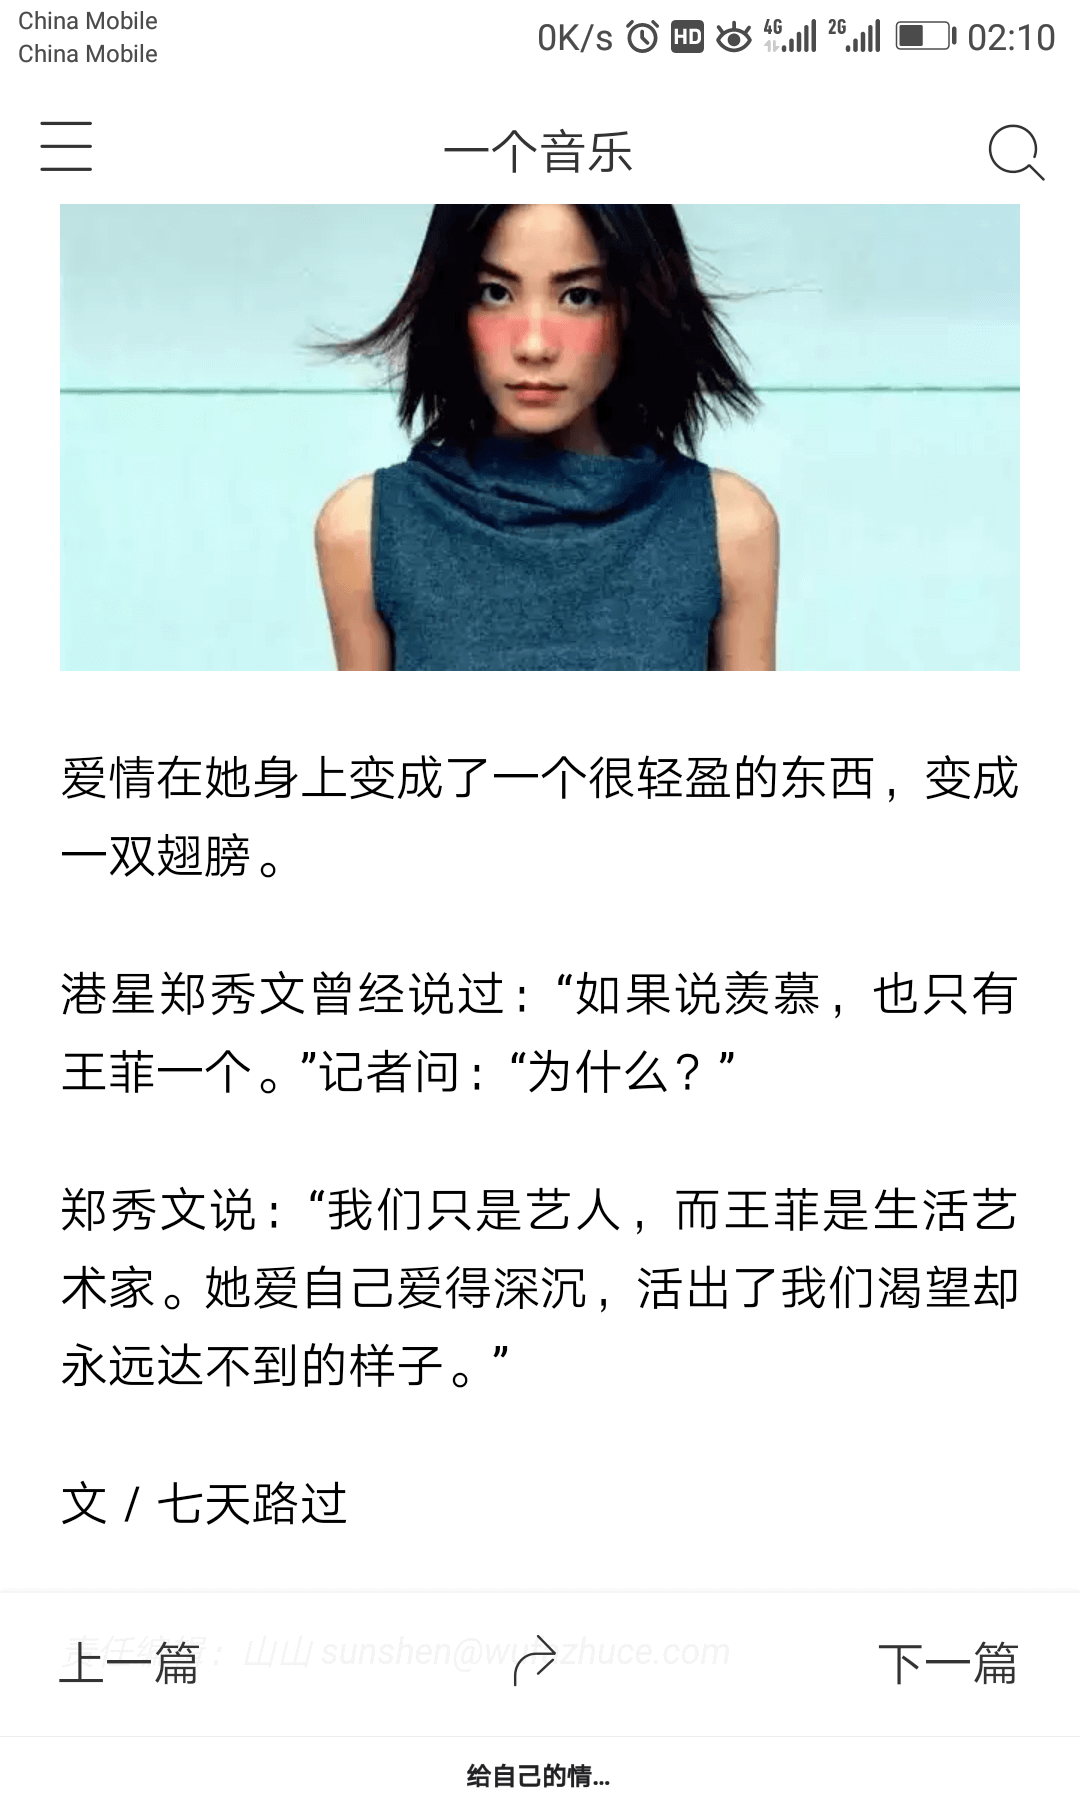 China Mobile
China Mobile
0K/s HD 4G 2G 02:10
一个音乐
爱情在她身上变成了一个很轻盈的东西，变成
一双翅膀。
港星郑秀文曾经说过：“如果说羡慕，也只有
王菲一个。”记者问：“为什么？”
郑秀文说：“我们只是艺人，而王菲是生活艺
术家。她爱自己爱得深沉，活出了我们渴望却
永远达不到的样子。”
文 / 七天路过
责任编辑：山山 sunshen@wufazhuce.com
上一篇
下一篇
给自己的情...